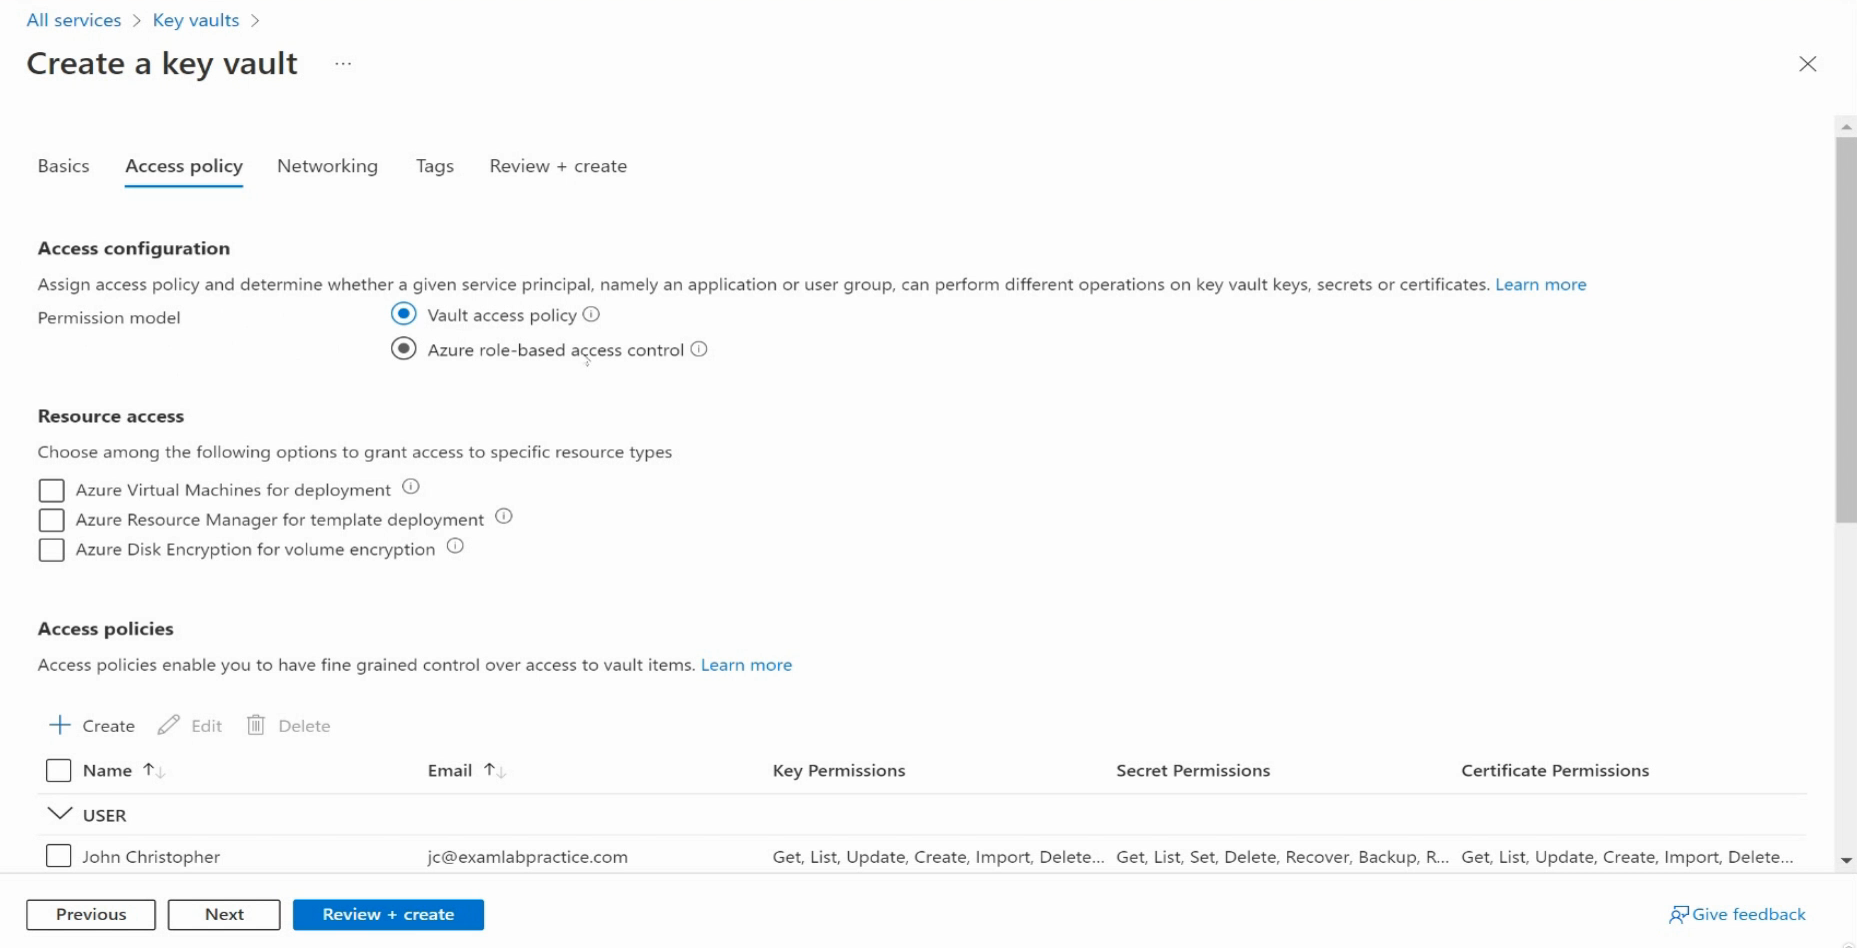 All services > Key vaults >
Create a key vault ...
Basics Access policy Networking Tags Review + create
Access configuration
Assign access policy and determine whether a given service principal, namely an application or user group, can perform different operations on key vault keys, secrets or certificates. Learn more
Permission model
Vault access policy
Azure role-based access control
Resource access
Choose among the following options to grant access to specific resource types
Azure Virtual Machines for deployment
Azure Resource Manager for template deployment
Azure Disk Encryption for volume encryption
Access policies
Access policies enable you to have fine grained control over access to vault items. Learn more
Create Edit Delete
Name Email Key Permissions Secret Permissions Certificate Permissions
USER
John Christopher jc@examlabpractice.com Get, List, Update, Create, Import, Delete... Get, List, Set, Delete, Recover, Backup, R... Get, List, Update, Create, Import, Delete...
Previous Next Review + create Give feedback